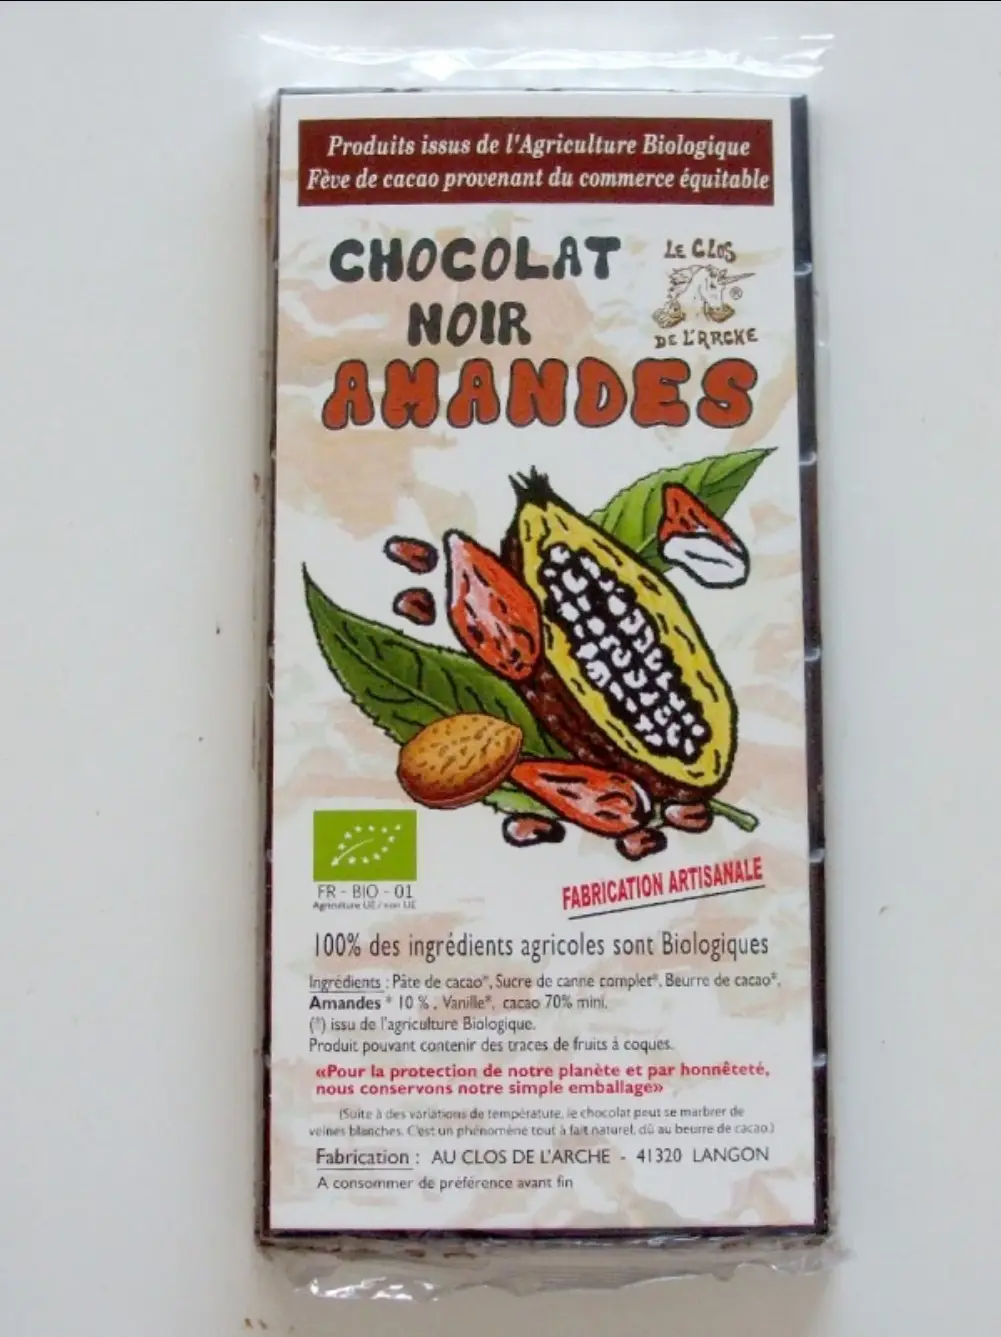 Produits issus de l'Agriculture Biologique
Fève de cacao provenant du commerce équitable
CHOCOLAT
NOIR
AMANDES
LE CLOS
®
DE L'ARCHE
FR - BIO - 01
Agriculture UE / non UE
FABRICATION ARTISANALE
100% des ingrédients agricoles sont Biologiques
Ingrédients : Pâte de cacao*, Sucre de canne complet*, Beurre de cacao*,
Amandes * 10 % , Vanille*, cacao 70% mini.
(*) issu de l'agriculture Biologique.
Produit pouvant contenir des traces de fruits à coques.
«Pour la protection de notre planète et par honnêteté,
nous conservons notre simple emballage»
(Suite à des variations de température, le chocolat peut se marbrer de
veines blanches. C'est un phénomène tout à fait naturel, dû au beurre de cacao.)
Fabrication : AU CLOS DE L'ARCHE - 41320 LANGON
A consommer de préférence avant fin